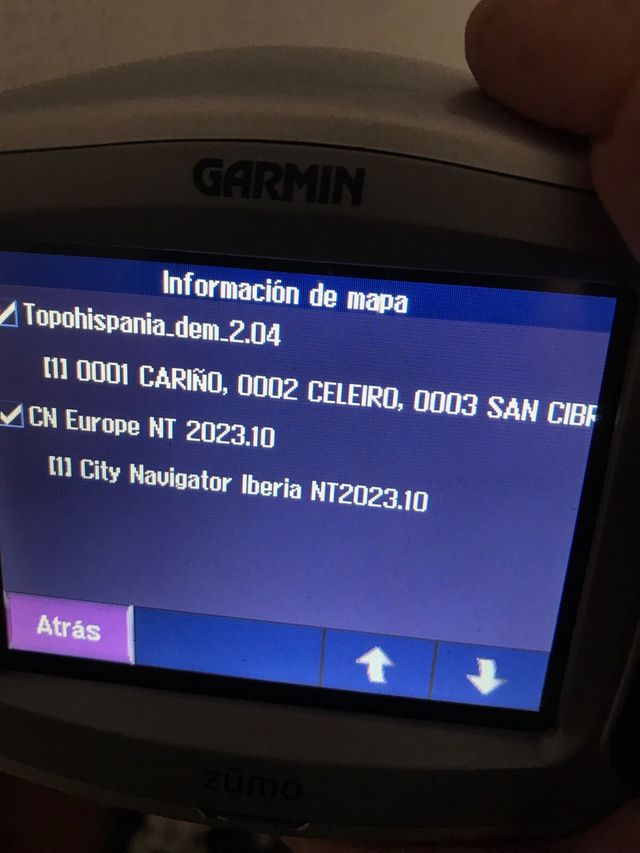 GARMIN
Información de mapa
Topohispania_dem_2.04
[1] 0001 CARIÑO, 0002 CELEIRO, 0003 SAN CIBR
CN Europe NT 2023.10
[1] City Navigator Iberia NT2023.10
Atrás
zūmo